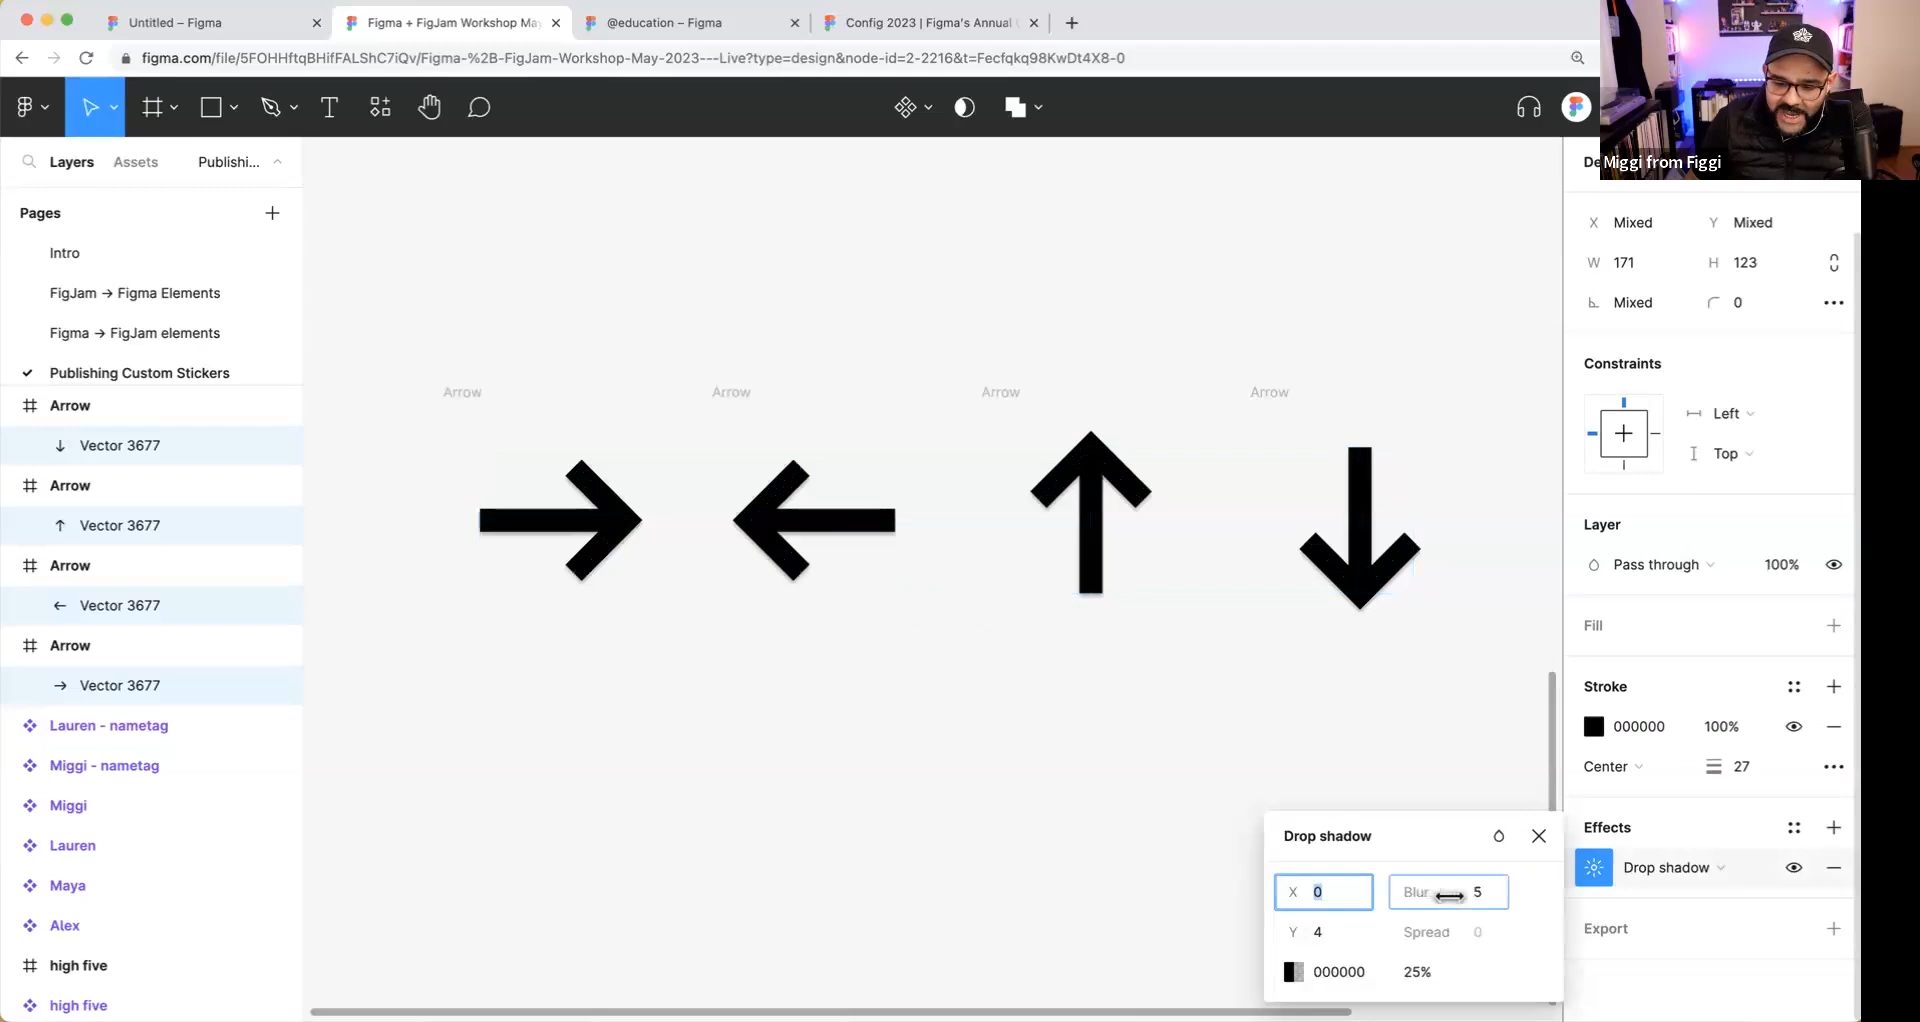 Untitled – Figma
Figma + FigJam Workshop May
@education – Figma
Config 2023 | Figma's Annual
figma.com/file/5FOHHftqBHifFALShC7iQv/Figma-%2B-FigJam-Workshop-May-2023---Live?type=design&node-id=2-2216&t=Fecfqkq98KwDt4X8-0
Miggi from Figgi
Layers
Assets
Publishi...
Pages
Intro
FigJam → Figma Elements
Figma → FigJam elements
Publishing Custom Stickers
Arrow
Vector 3677
Arrow
Vector 3677
Arrow
Vector 3677
Arrow
Vector 3677
Lauren - nametag
Miggi - nametag
Miggi
Lauren
Maya
Alex
high five
high five
Arrow Arrow Arrow Arrow
De
X Mixed Y Mixed
W 171 H 123
Mixed 0
Constraints
Left
Top
Layer
Pass through 100%
Fill
Stroke
000000 100%
Center 27
Effects
Drop shadow
Export
Drop shadow
X 0 Blur 5
Y 4 Spread 0
000000 25%